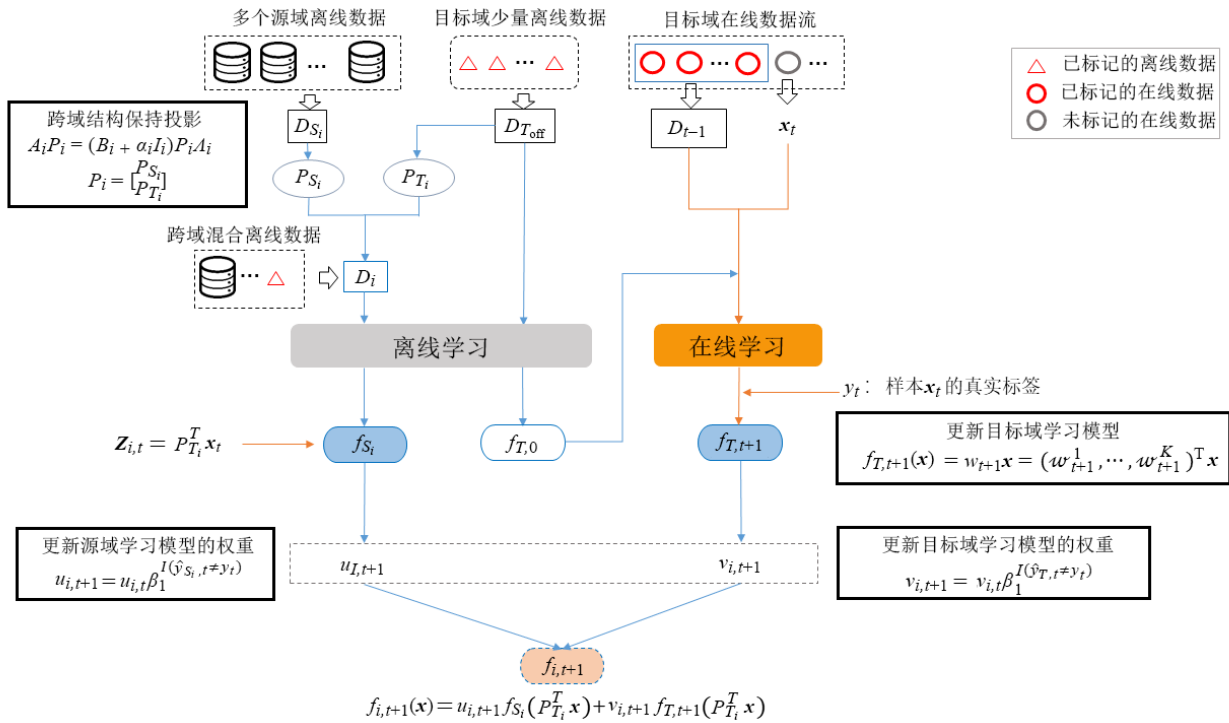 多个源域离线数据
目标域少量离线数据
目标域在线数据流
…
…
…
…
已标记的离线数据
已标记的在线数据
未标记的在线数据
跨域结构保持投影
A_iP_i = (B_i + α_iI_i)P_iΛ_i
P_i = [P_{S_i} P_{T_i}]
D_{S_i}
D_{T_off}
D_{t−1}
x_t
P_{S_i}
P_{T_i}
跨域混合离线数据
…
D_i
离线学习
在线学习
y_t： 样本x_t的真实标签
Z_{i,t} = P_{T_i}^T x_t
f_{S_i}
f_{T,0}
f_{T,t+1}
更新目标域学习模型
f_{T,t+1}(x) = w_{t+1}x = (w_{t+1}^1, ⋯, w_{t+1}^K)^T x
更新源域学习模型的权重
u_{i,t+1} = u_{i,t}β_1^{I(ŷ_{S_i,t}≠y_t)}
u_{I,t+1}
v_{i,t+1}
更新目标域学习模型的权重
v_{i,t+1} = v_{i,t}β_1^{I(ŷ_{T,t}≠y_t)}
f_{i,t+1}
f_{i,t+1}(x) = u_{i,t+1} f_{S_i}(P_{T_i}^T x) + v_{i,t+1} f_{T,t+1}(P_{T_i}^T x)